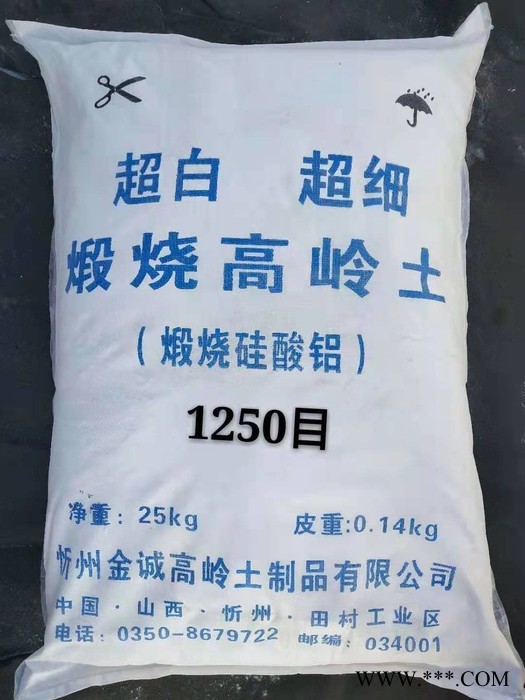 超白 超细
煅烧高岭土
（煅烧硅酸铝）
1250目
净重：25kg 皮重:0.14kg
忻州金诚高岭土制品有限公司
中国·山西·忻州·田村工业区
电话：0350-8679722 邮编：034001
www.***.COM